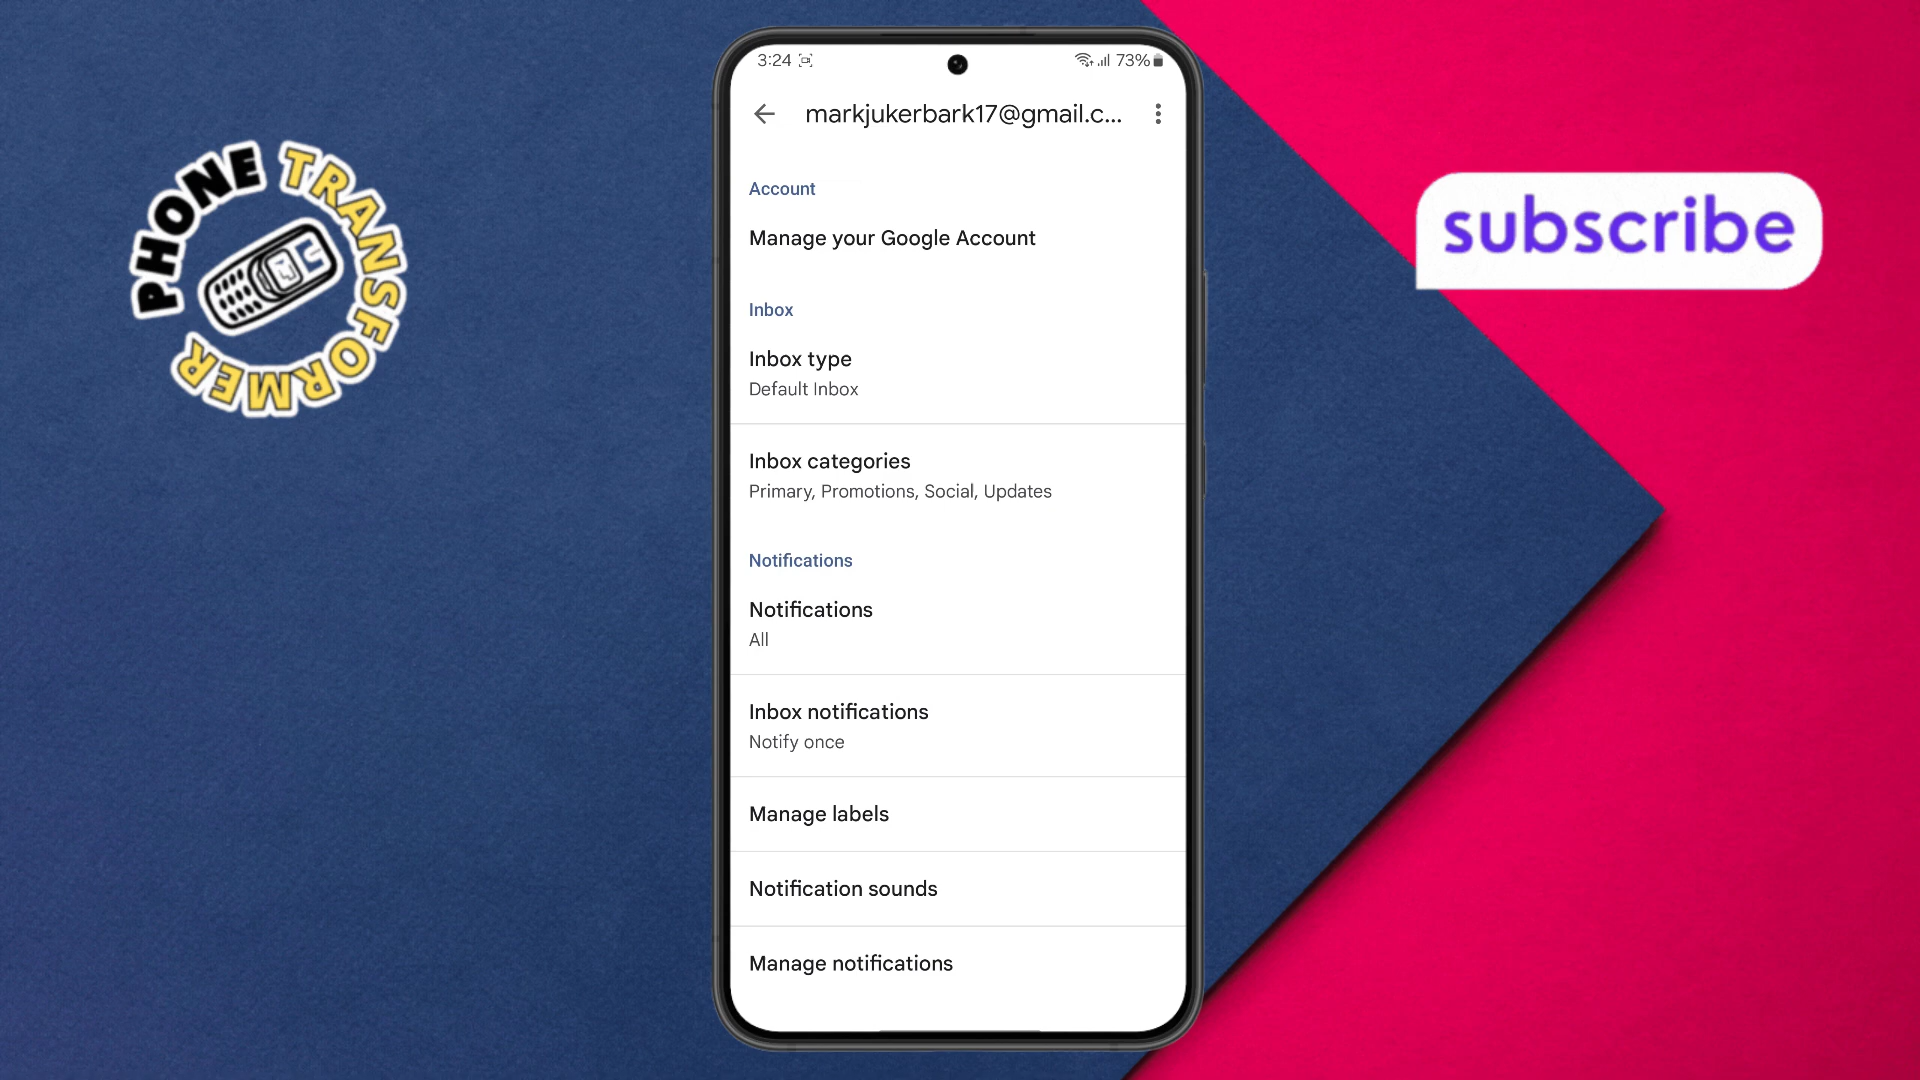 PHONE TRANSFORMER
3:24
73%
markjukerbark17@gmail.c...
Account
Manage your Google Account
Inbox
Inbox type
Default Inbox
Inbox categories
Primary, Promotions, Social, Updates
Notifications
Notifications
All
Inbox notifications
Notify once
Manage labels
Notification sounds
Manage notifications
subscribe